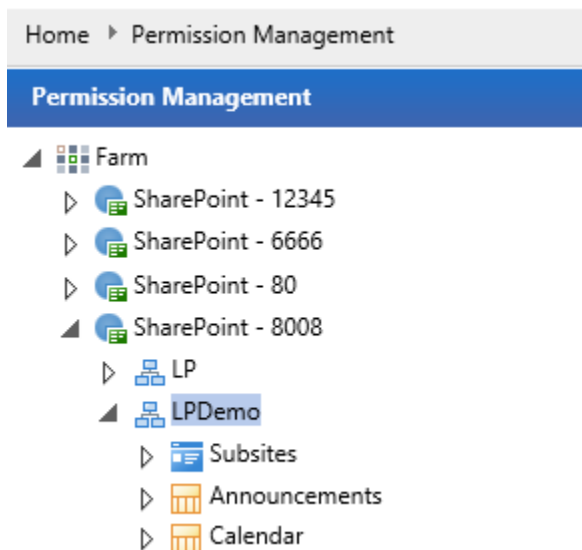 Home Permission Management
Permission Management
Farm
SharePoint - 12345
SharePoint - 6666
SharePoint - 80
SharePoint - 8008
LP
LPDemo
Subsites
Announcements
Calendar